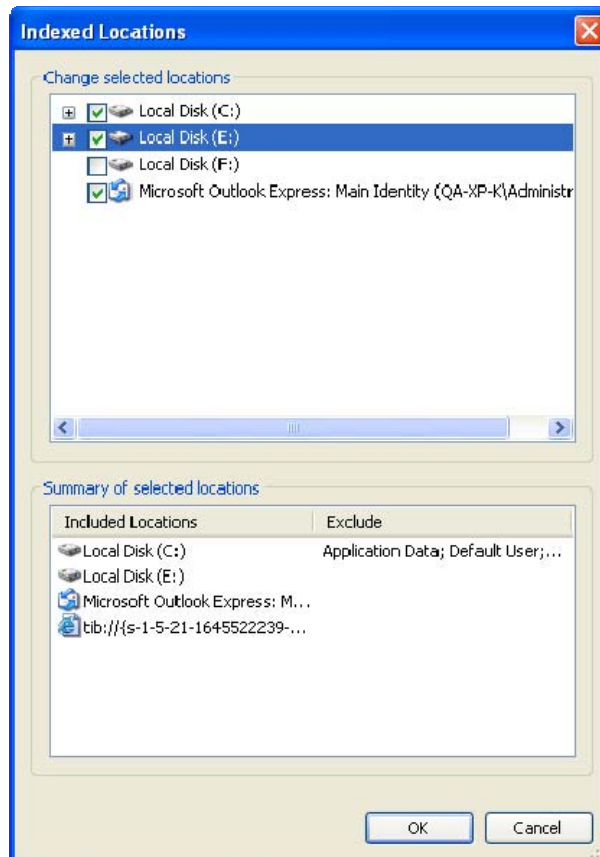 Indexed Locations
Change selected locations
Local Disk (C:)
Local Disk (E:)
Local Disk (F:)
Microsoft Outlook Express: Main Identity (QA-XP-K\Administr
Summary of selected locations
Included Locations Exclude
Local Disk (C:) Application Data; Default User;...
Local Disk (E:)
Microsoft Outlook Express: M...
tib://{s-1-5-21-1645522239-...
OK Cancel